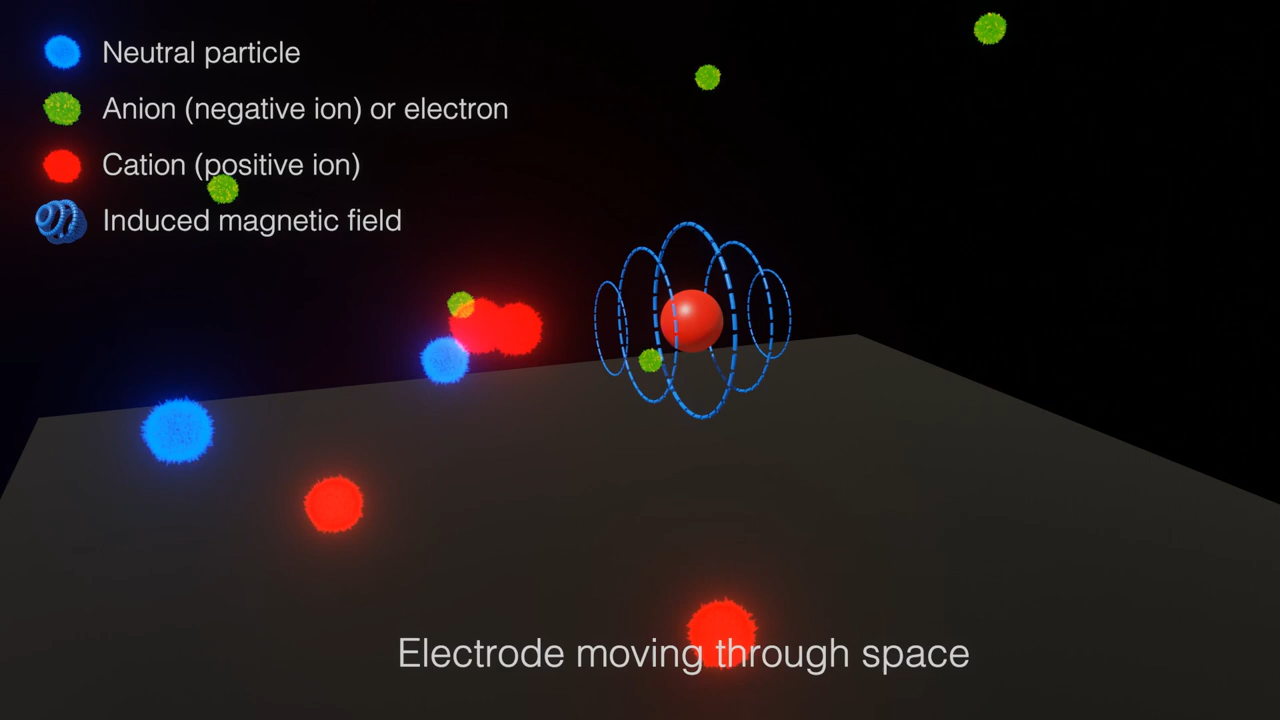 Neutral particle
Anion (negative ion) or electron
Cation (positive ion)
Induced magnetic field
Electrode moving through space